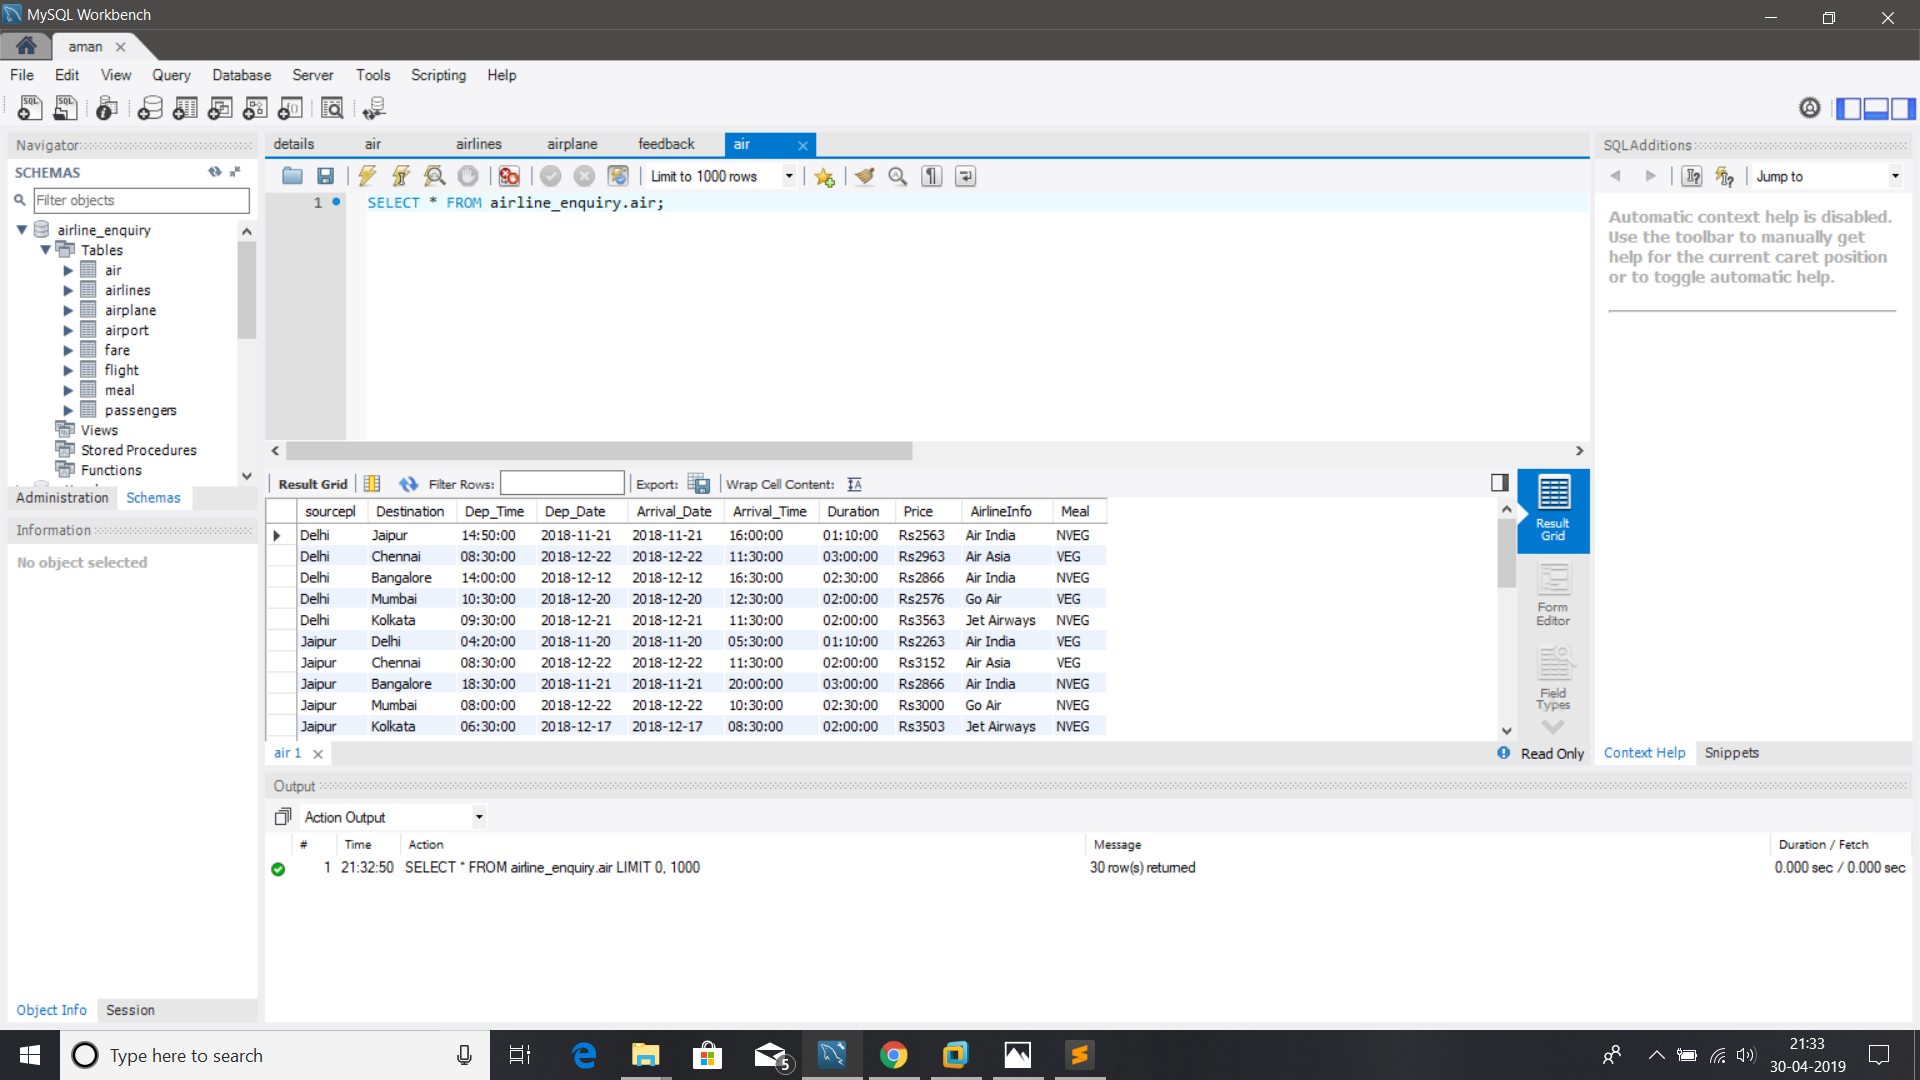 MySQL Workbench
aman
File Edit View Query Database Server Tools Scripting Help
Navigator
SCHEMAS
Filter objects
airline_enquiry
Tables
air
airlines
airplane
airport
fare
flight
meal
passengers
Views
Stored Procedures
Functions
Administration Schemas
Information
No object selected
Object Info Session
details air airlines airplane feedback air
Limit to 1000 rows
1 SELECT * FROM airline_enquiry.air;
Result Grid Filter Rows: Export: Wrap Cell Content:
sourcepl Destination Dep_Time Dep_Date Arrival_Date Arrival_Time Duration Price AirlineInfo Meal
Delhi Jaipur 14:50:00 2018-11-21 2018-11-21 16:00:00 01:10:00 Rs2563 Air India NVEG
Delhi Chennai 08:30:00 2018-12-22 2018-12-22 11:30:00 03:00:00 Rs2963 Air Asia VEG
Delhi Bangalore 14:00:00 2018-12-12 2018-12-12 16:30:00 02:30:00 Rs2866 Air India NVEG
Delhi Mumbai 10:30:00 2018-12-20 2018-12-20 12:30:00 02:00:00 Rs2576 Go Air VEG
Delhi Kolkata 09:30:00 2018-12-21 2018-12-21 11:30:00 02:00:00 Rs3563 Jet Airways NVEG
Jaipur Delhi 04:20:00 2018-11-20 2018-11-20 05:30:00 01:10:00 Rs2263 Air India VEG
Jaipur Chennai 08:30:00 2018-12-22 2018-12-22 11:30:00 02:00:00 Rs3152 Air Asia VEG
Jaipur Bangalore 18:30:00 2018-11-21 2018-11-21 20:00:00 03:00:00 Rs2866 Air India NVEG
Jaipur Mumbai 08:00:00 2018-12-22 2018-12-22 10:30:00 02:30:00 Rs3000 Go Air NVEG
Jaipur Kolkata 06:30:00 2018-12-17 2018-12-17 08:30:00 02:00:00 Rs3503 Jet Airways NVEG
Result
Grid
Form
Editor
Field
Types
air 1
Read Only
SQLAdditions
Jump to
Automatic context help is disabled.
Use the toolbar to manually get
help for the current caret position
or to toggle automatic help.
Context Help Snippets
Output
Action Output
# Time Action Message Duration / Fetch
1 21:32:50 SELECT * FROM airline_enquiry.air LIMIT 0, 1000 30 row(s) returned 0.000 sec / 0.000 sec
Type here to search
5
21:33
30-04-2019